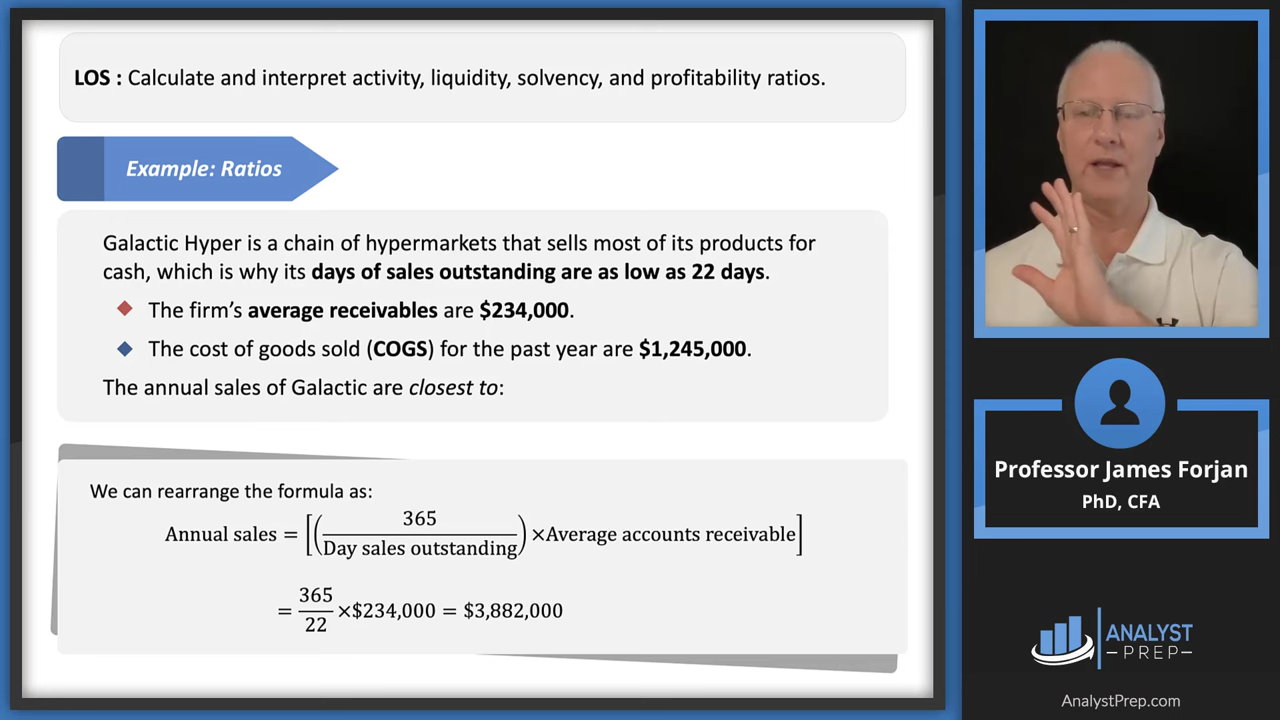 LOS : Calculate and interpret activity, liquidity, solvency, and profitability ratios.
Example: Ratios
Galactic Hyper is a chain of hypermarkets that sells most of its products for
cash, which is why its days of sales outstanding are as low as 22 days.
The firm's average receivables are $234,000.
The cost of goods sold (COGS) for the past year are $1,245,000.
The annual sales of Galactic are closest to:
We can rearrange the formula as:
Annual sales = [(365/Day sales outstanding) ×Average accounts receivable]
= 365/22 ×$234,000 = $3,882,000
Professor James Forjan
PhD, CFA
ANALYST
PREP
AnalystPrep.com